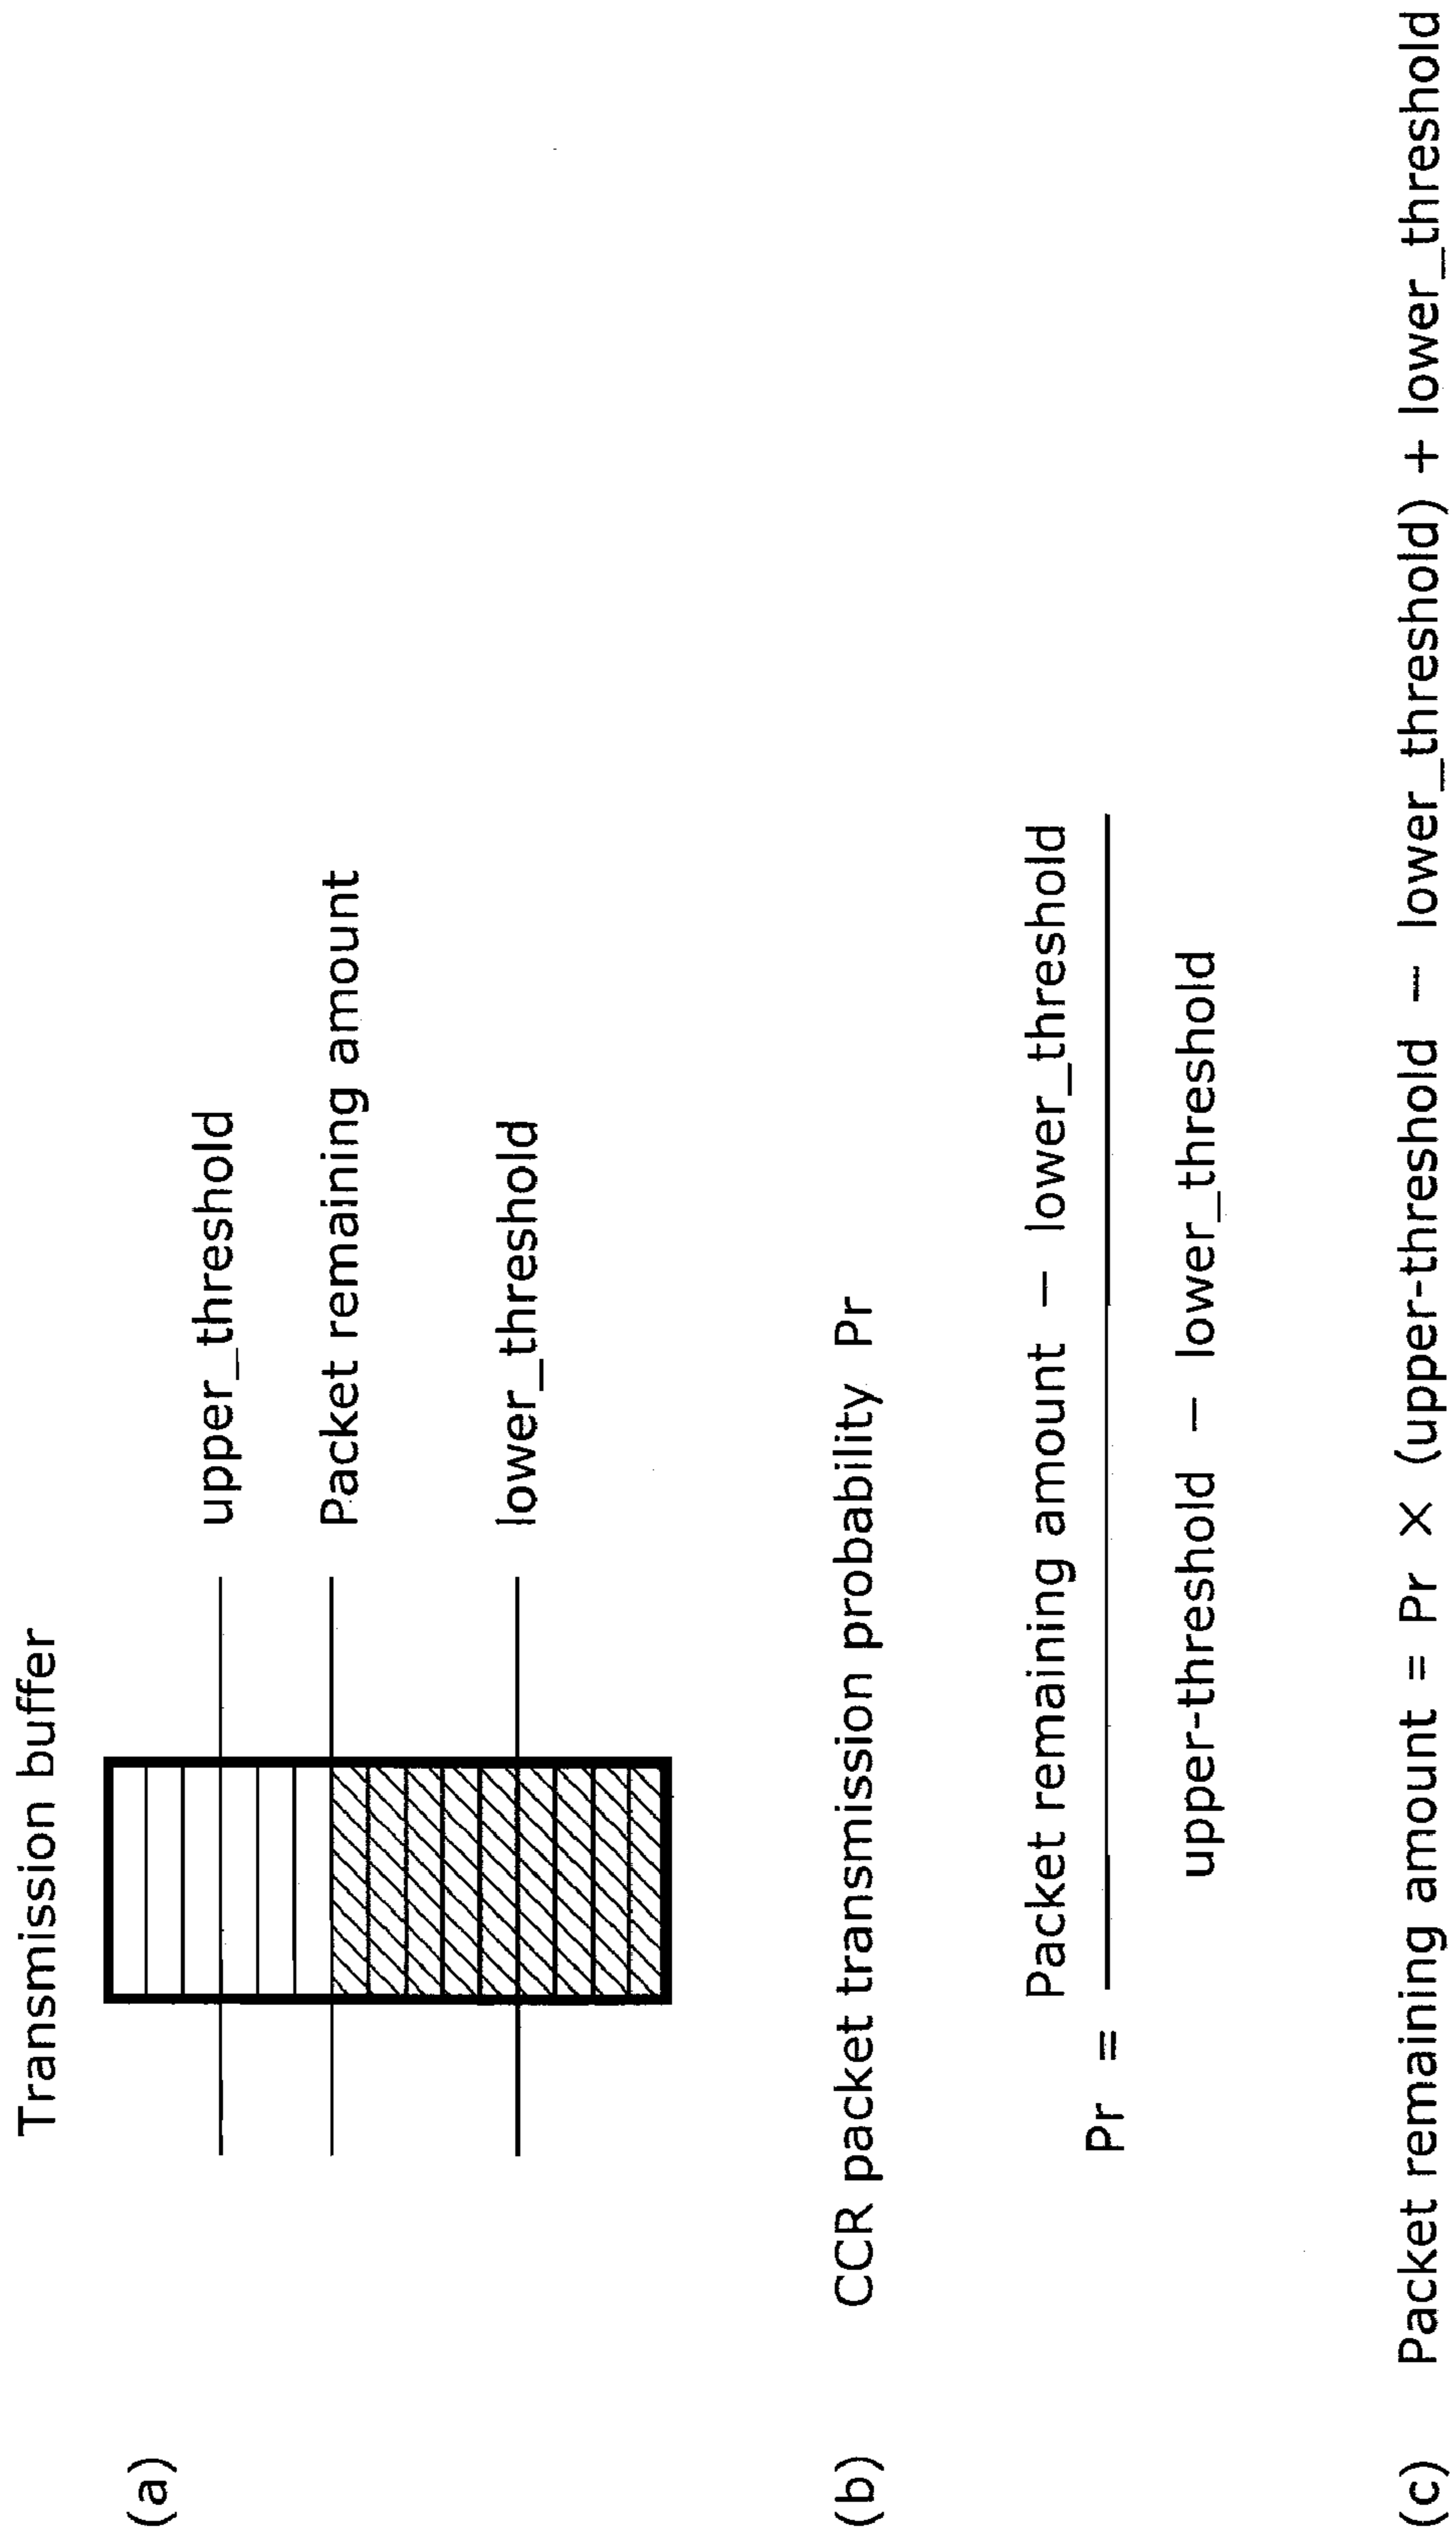 Transmission buffer
(a)
upper_threshold
Packet remaining amount
lower_threshold
(b) CCR packet transmission probability Pr
Packet remaining amount − lower_threshold
Pr =
upper-threshold − lower_threshold
(c) Packet remaining amount = Pr × (upper-threshold − lower_threshold) + lower_threshold